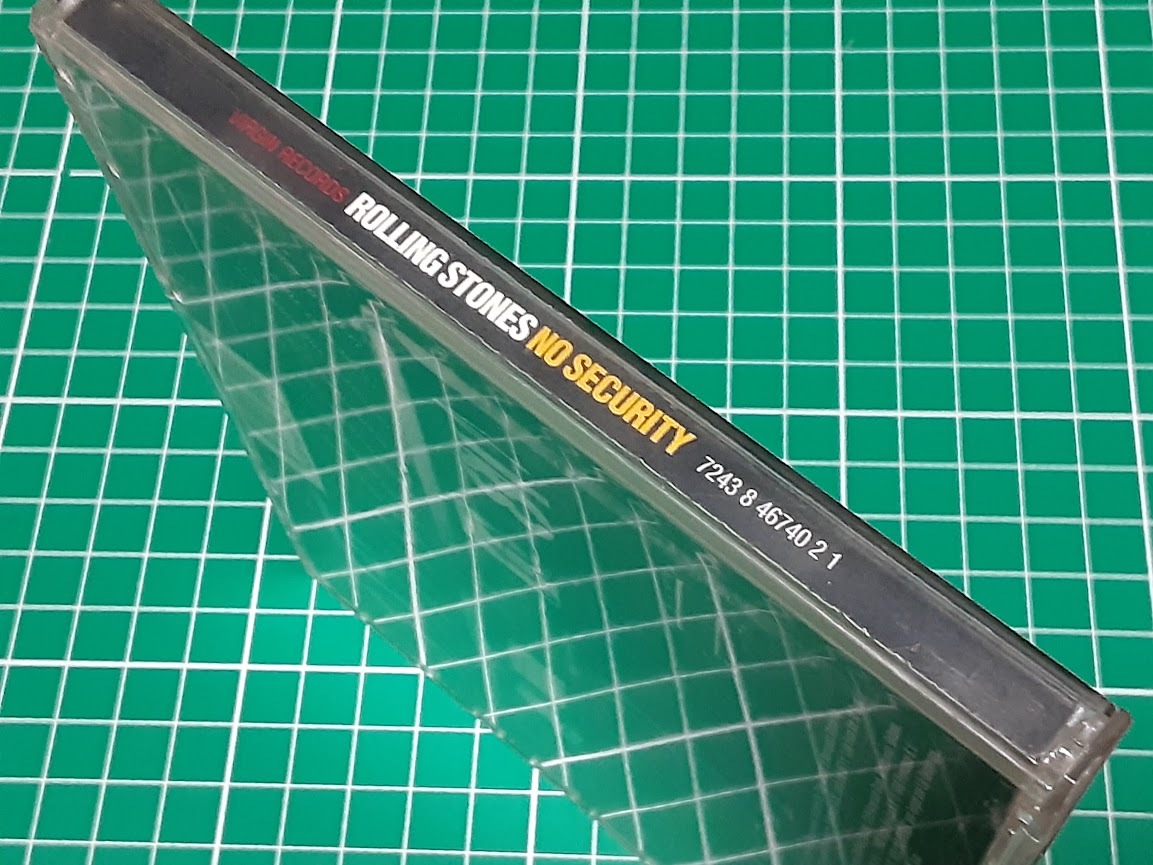 VIRGIN RECORDS ROLLING STONES NO SECURITY 7243 8 46740 2 1